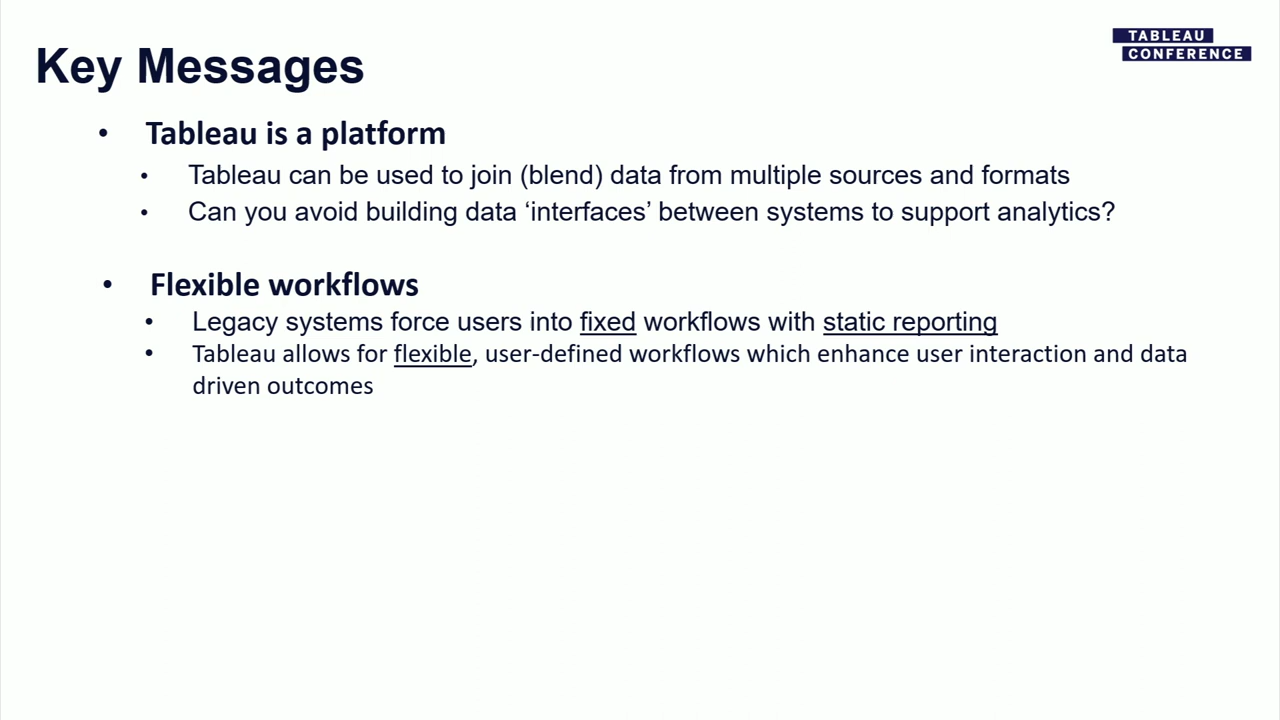 TABLEAU
CONFERENCE
Key Messages
• Tableau is a platform
• Tableau can be used to join (blend) data from multiple sources and formats
• Can you avoid building data ‘interfaces’ between systems to support analytics?
• Flexible workflows
• Legacy systems force users into fixed workflows with static reporting
• Tableau allows for flexible, user-defined workflows which enhance user interaction and data
driven outcomes